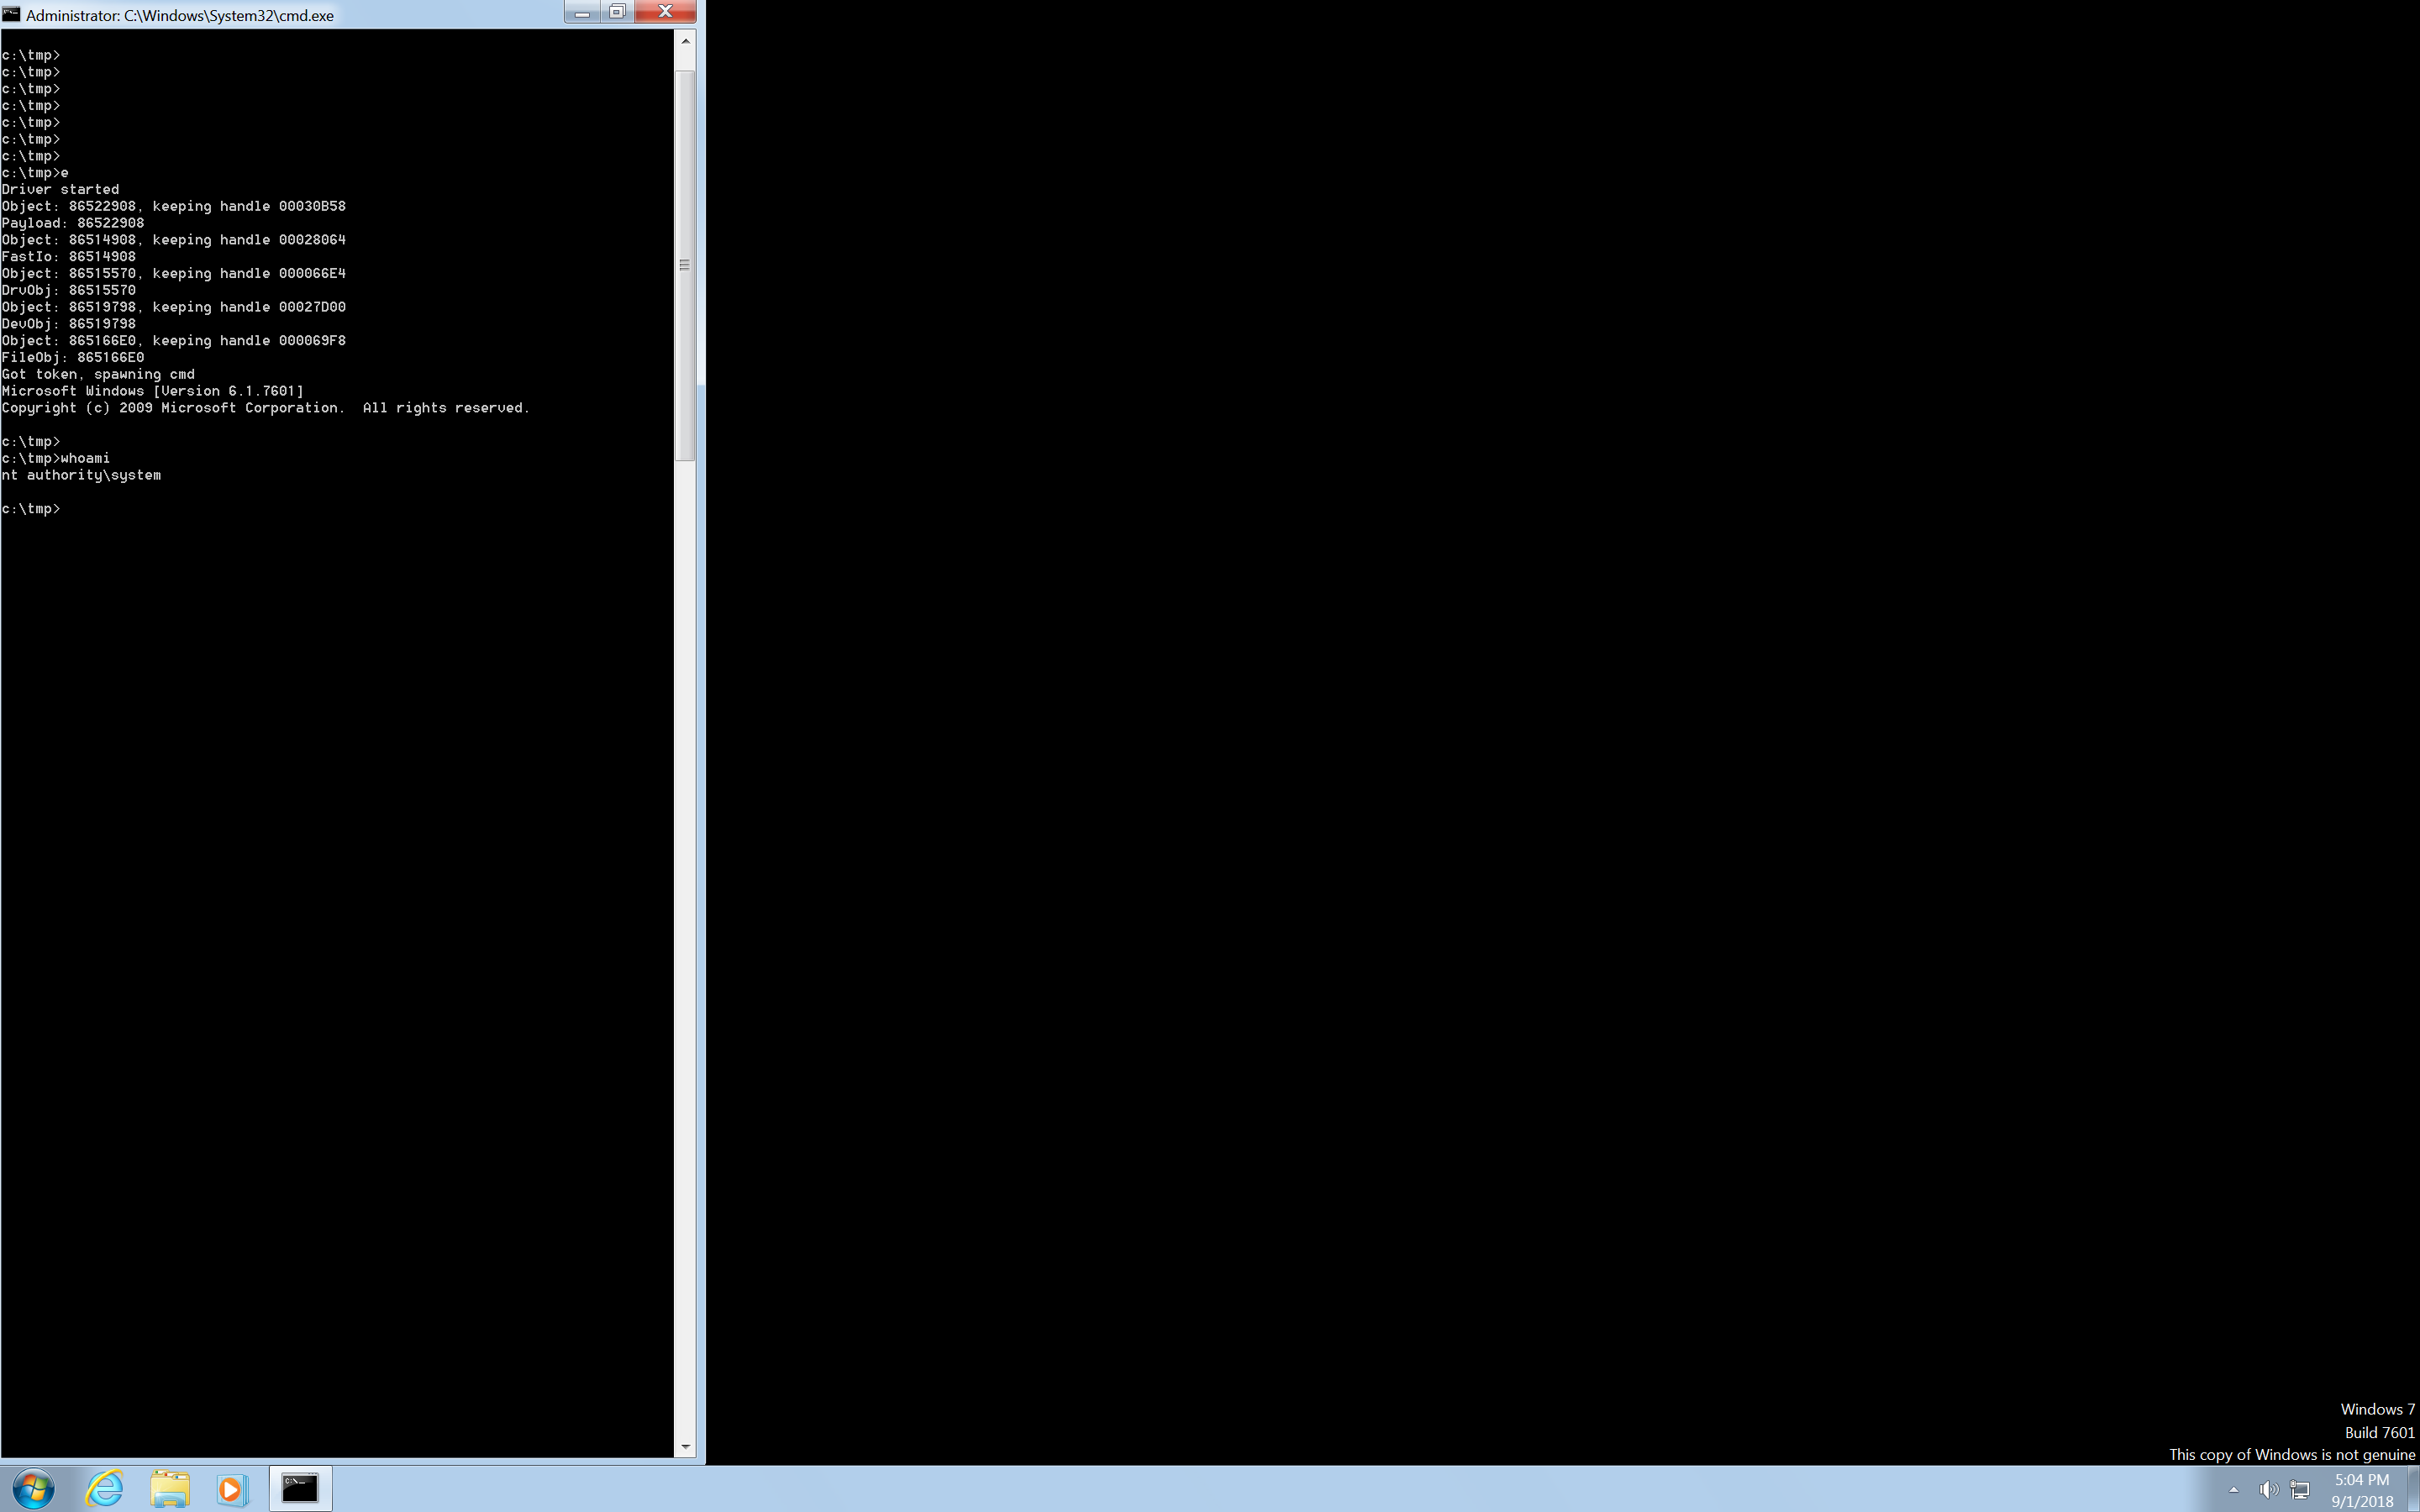 Administrator: C:\Windows\System32\cmd.exe
c:\tmp>
c:\tmp>
c:\tmp>
c:\tmp>
c:\tmp>
c:\tmp>
c:\tmp>
c:\tmp>e
Driver started
Object: 86522908, keeping handle 00030B58
Payload: 86522908
Object: 86514908, keeping handle 00028064
FastIo: 86514908
Object: 86515570, keeping handle 000066E4
DrvObj: 86515570
Object: 86519798, keeping handle 00027D00
DevObj: 86519798
Object: 865166E0, keeping handle 000069F8
FileObj: 865166E0
Got token, spawning cmd
Microsoft Windows [Version 6.1.7601]
Copyright (c) 2009 Microsoft Corporation.  All rights reserved.
c:\tmp>
c:\tmp>whoami
nt authority\system
c:\tmp>
Windows 7
Build 7601
This copy of Windows is not genuine
5:04 PM
9/1/2018